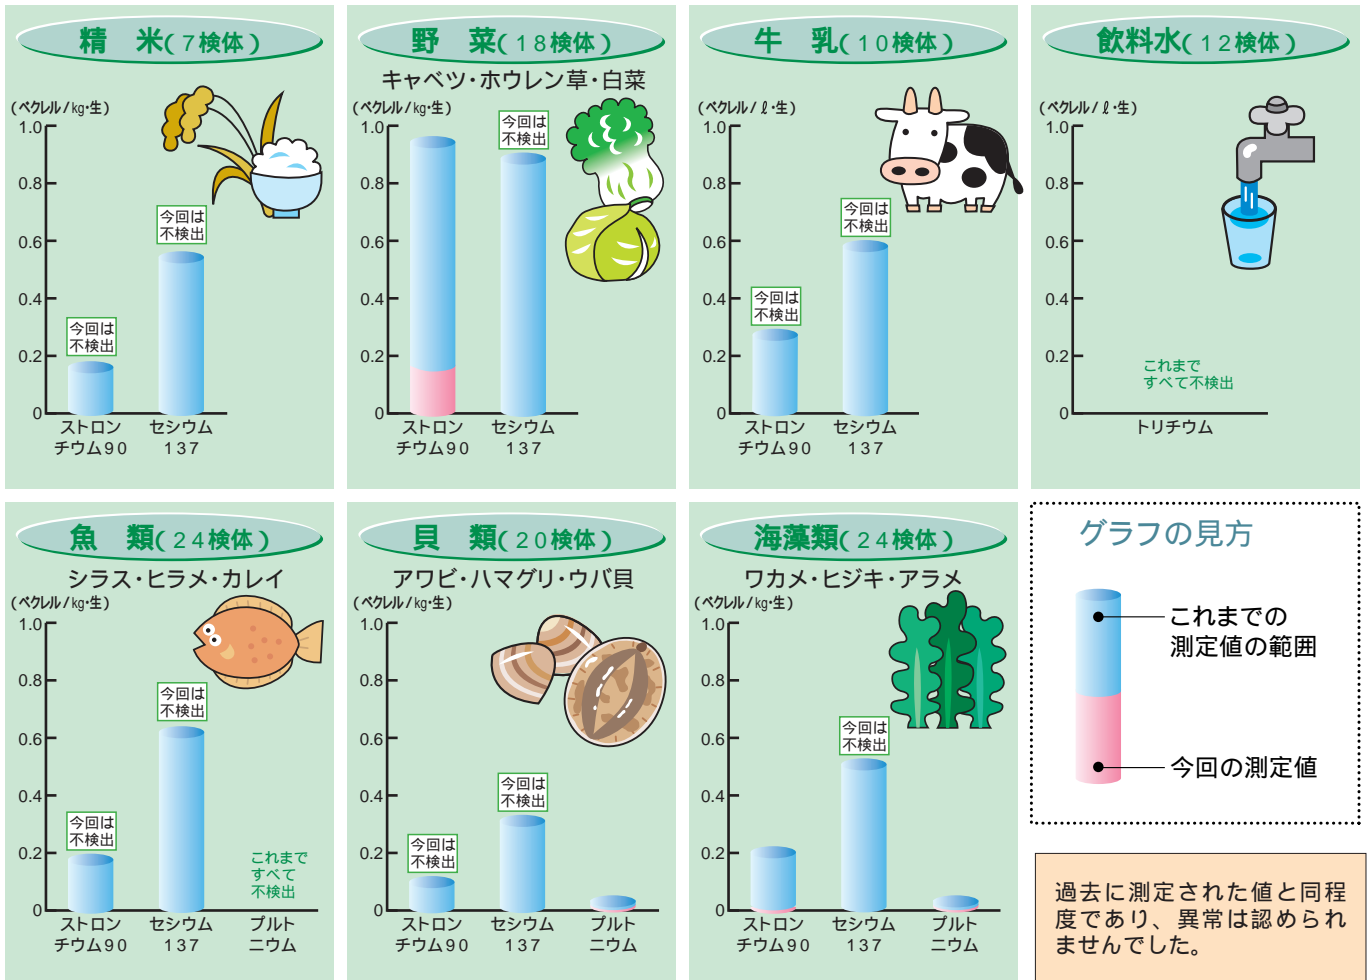 精　米(7検体)
(ベクレル/kg・生)
1.0
0.8
0.6
0.4
0.2
0
今回は
不検出
今回は
不検出
ストロン
チウム90
セシウム
137
野　菜(18検体)
キャベツ・ホウレン草・白菜
(ベクレル/kg・生)
1.0
0.8
0.6
0.4
0.2
0
今回は
不検出
ストロン
チウム90
セシウム
137
牛　乳(10検体)
(ベクレル/ℓ・生)
1.0
0.8
0.6
0.4
0.2
0
今回は
不検出
今回は
不検出
ストロン
チウム90
セシウム
137
飲料水(12検体)
(ベクレル/ℓ・生)
1.0
0.8
0.6
0.4
0.2
0
これまで
すべて不検出
トリチウム
魚　類(24検体)
シラス・ヒラメ・カレイ
(ベクレル/kg・生)
1.0
0.8
0.6
0.4
0.2
0
今回は
不検出
今回は
不検出
これまで
すべて
不検出
ストロン
チウム90
セシウム
137
プルト
ニウム
貝　類(20検体)
アワビ・ハマグリ・ウバ貝
(ベクレル/kg・生)
1.0
0.8
0.6
0.4
0.2
0
今回は
不検出
今回は
不検出
ストロン
チウム90
セシウム
137
プルト
ニウム
海藻類(24検体)
ワカメ・ヒジキ・アラメ
(ベクレル/kg・生)
1.0
0.8
0.6
0.4
0.2
0
今回は
不検出
ストロン
チウム90
セシウム
137
プルト
ニウム
グラフの見方
これまでの
測定値の範囲
今回の測定値
過去に測定された値と同程
度であり、異常は認められ
ませんでした。